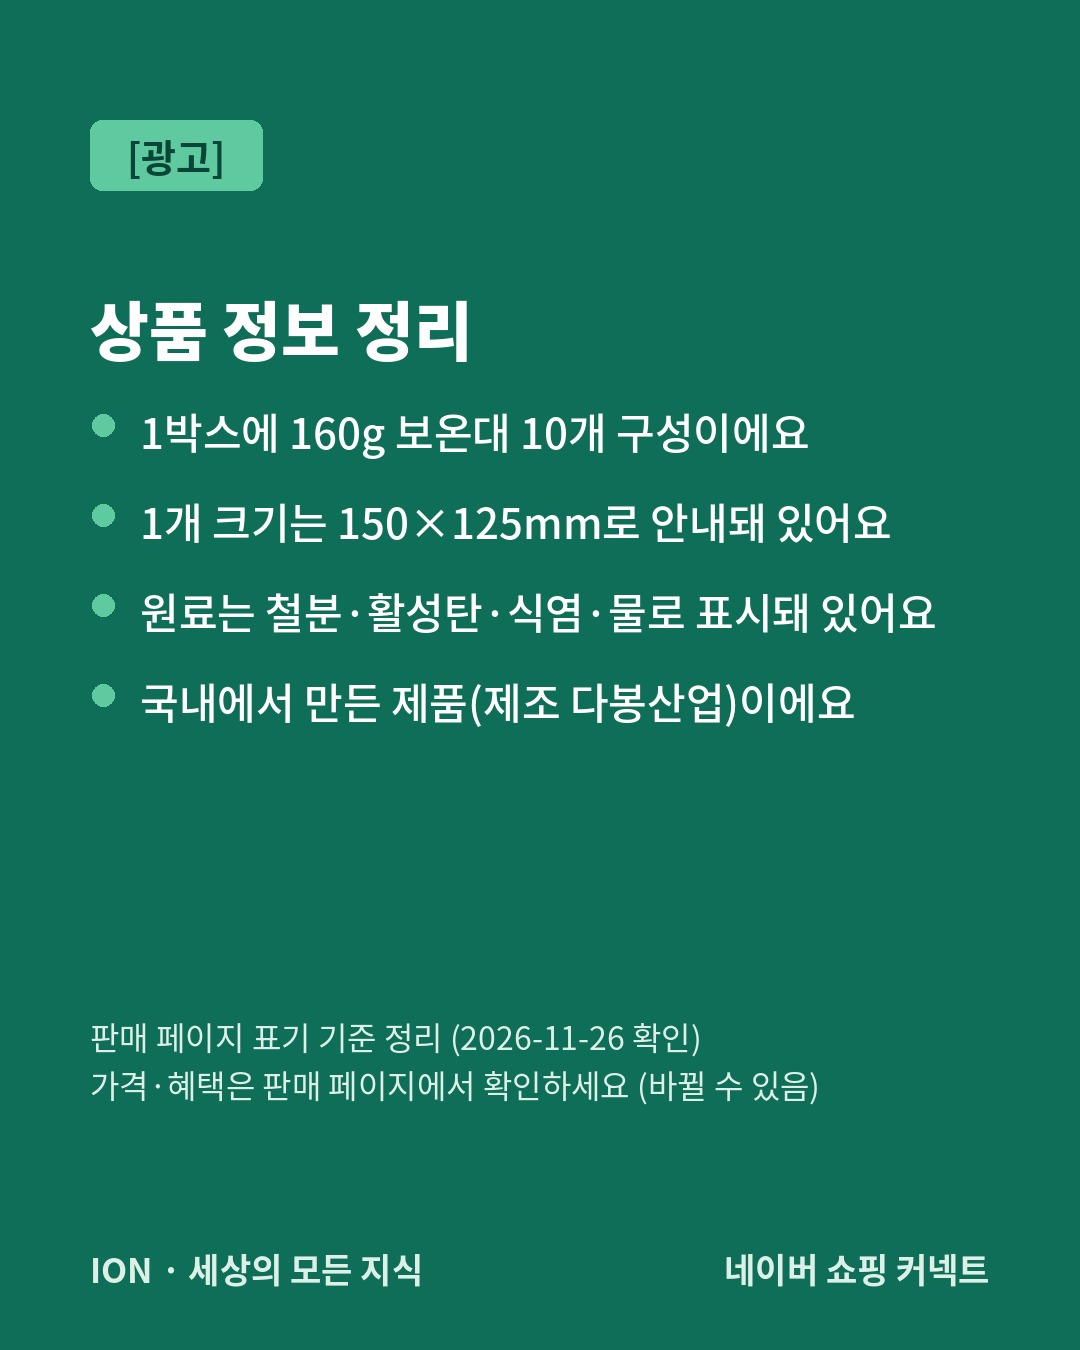 [광고]
상품 정보 정리
1박스에 160g 보온대 10개 구성이에요
1개 크기는 150×125mm로 안내돼 있어요
원료는 철분·활성탄·식염·물로 표시돼 있어요
국내에서 만든 제품(제조 다봉산업)이에요
판매 페이지 표기 기준 정리 (2026-11-26 확인)
가격·혜택은 판매 페이지에서 확인하세요 (바뀔 수 있음)
ION · 세상의 모든 지식
네이버 쇼핑 커넥트